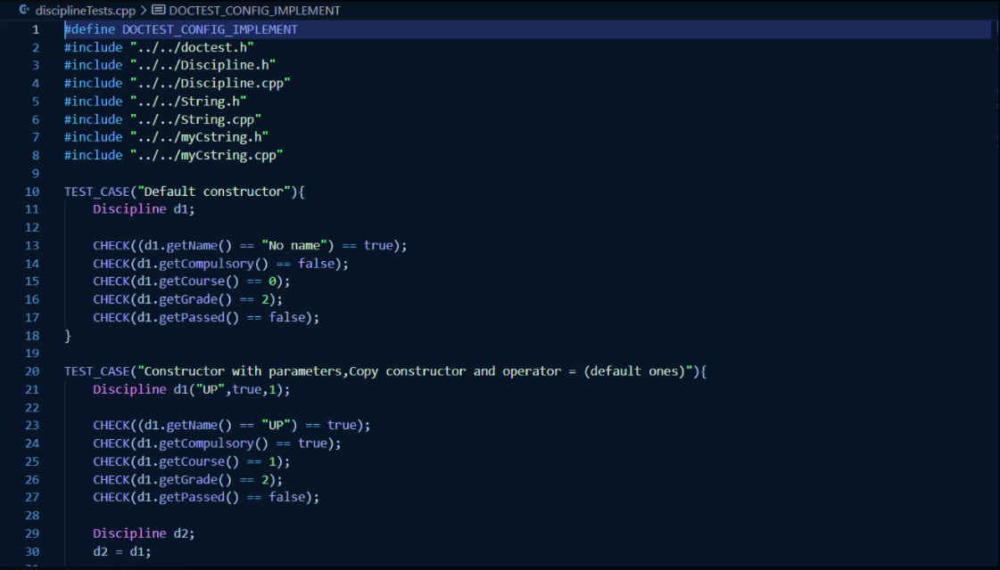 disciplineTests.cpp > DOCTEST_CONFIG_IMPLEMENT
1 #define DOCTEST_CONFIG_IMPLEMENT
2 #include "../../doctest.h"
3 #include "../../Discipline.h"
4 #include "../../Discipline.cpp"
5 #include "../../String.h"
6 #include "../../String.cpp"
7 #include "../../myCstring.h"
8 #include "../../myCstring.cpp"
9
10 TEST_CASE("Default constructor"){
11     Discipline d1;
12
13     CHECK((d1.getName() == "No name") == true);
14     CHECK(d1.getCompulsory() == false);
15     CHECK(d1.getCourse() == 0);
16     CHECK(d1.getGrade() == 2);
17     CHECK(d1.getPassed() == false);
18 }
19
20 TEST_CASE("Constructor with parameters,Copy constructor and operator = (default ones)"){
21     Discipline d1("UP",true,1);
22
23     CHECK((d1.getName() == "UP") == true);
24     CHECK(d1.getCompulsory() == true);
25     CHECK(d1.getCourse() == 1);
26     CHECK(d1.getGrade() == 2);
27     CHECK(d1.getPassed() == false);
28
29     Discipline d2;
30     d2 = d1;